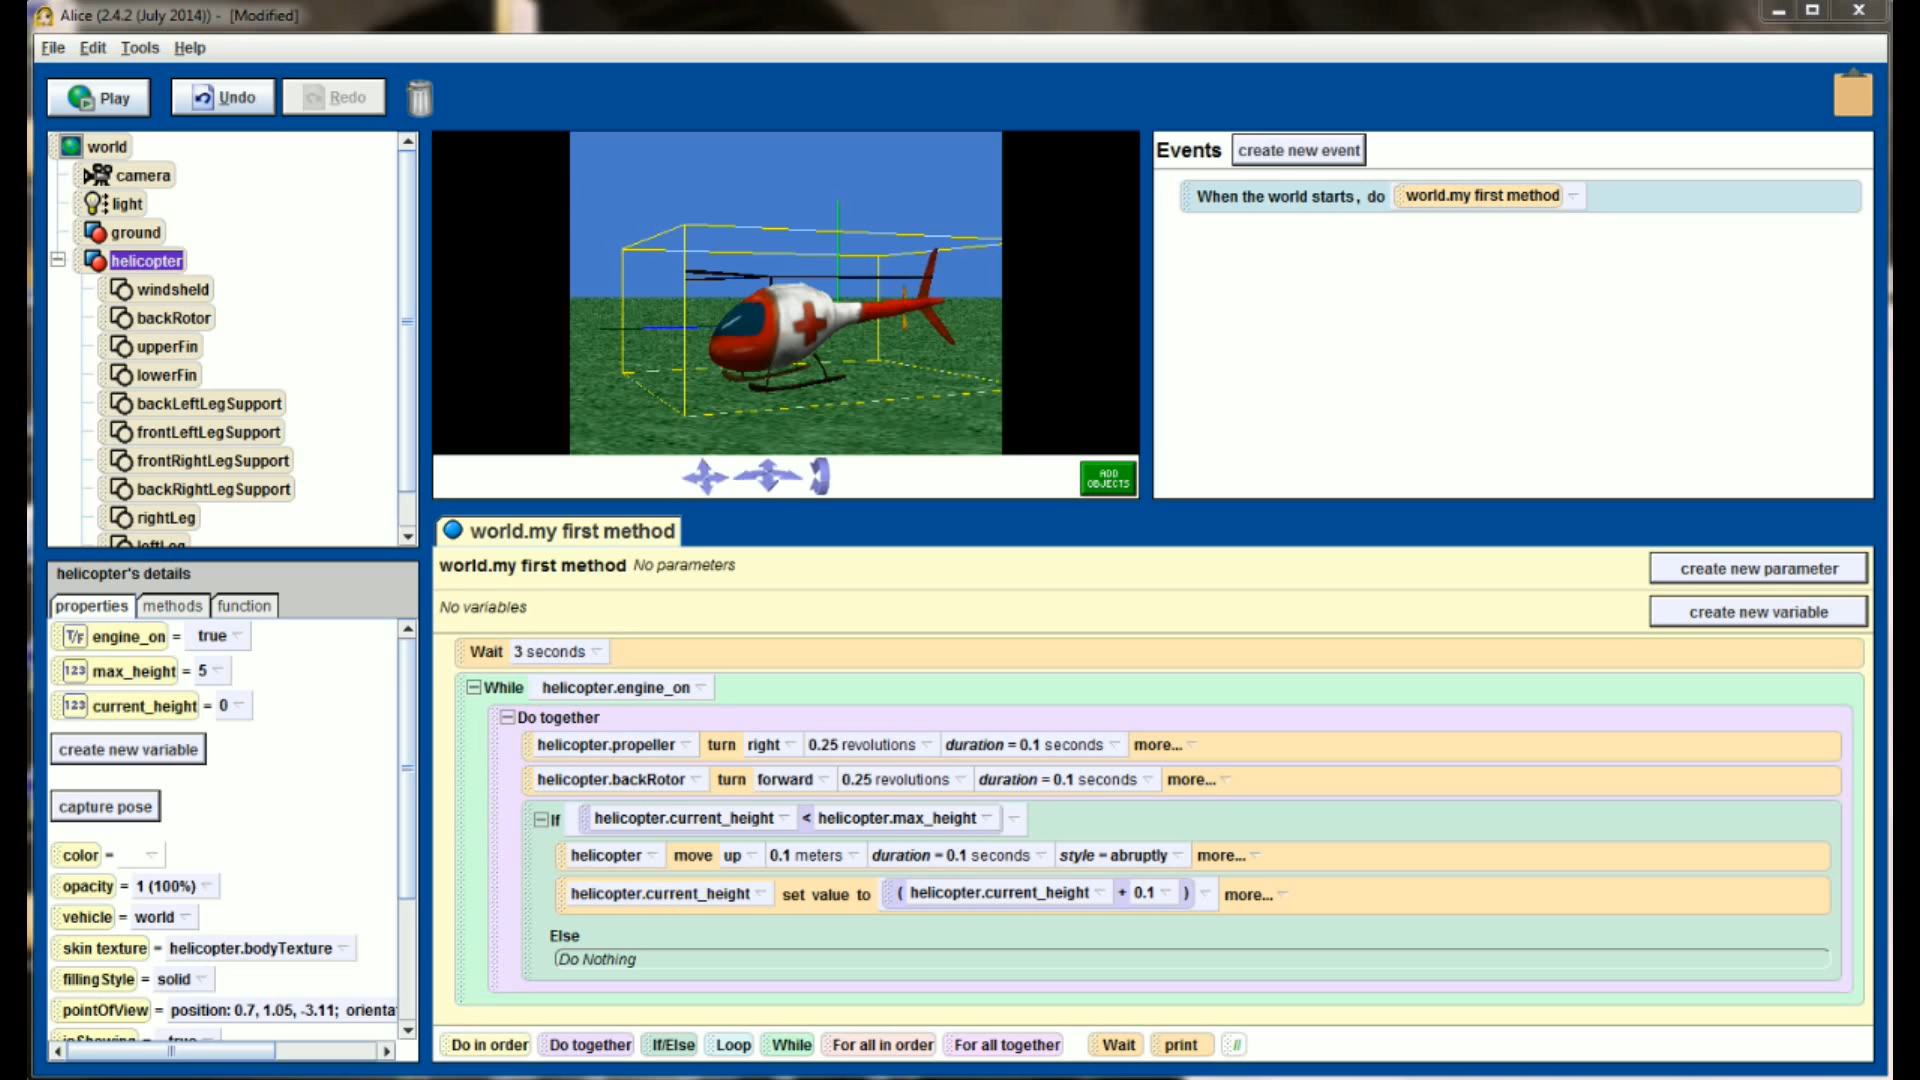 Alice (2.4.2 (July 2014)) - [Modified]
File Edit Tools Help
Play Undo Redo
world
camera
light
ground
helicopter
windsheld
backRotor
upperFin
lowerFin
backLeftLegSupport
frontLeftLegSupport
frontRightLegSupport
backRightLegSupport
rightLeg
leftLeg
ADD
OBJECTS
Events create new event
When the world starts, do world.my first method
helicopter's details
properties methods function
T/F engine_on = true
123 max_height = 5
123 current_height = 0
create new variable
capture pose
color =
opacity = 1 (100%)
vehicle = world
skin texture = helicopter.bodyTexture
fillingStyle = solid
pointOfView = position: 0.7, 1.05, -3.11; orienta
isShowing = true
world.my first method
world.my first method No parameters
create new parameter
No variables
create new variable
Wait 3 seconds
While helicopter.engine_on
Do together
helicopter.propeller turn right 0.25 revolutions duration = 0.1 seconds more...
helicopter.backRotor turn forward 0.25 revolutions duration = 0.1 seconds more...
If helicopter.current_height < helicopter.max_height
helicopter move up 0.1 meters duration = 0.1 seconds style = abruptly more...
helicopter.current_height set value to ( helicopter.current_height + 0.1 ) more...
Else
(Do Nothing
Do in order Do together If/Else Loop While For all in order For all together Wait print //